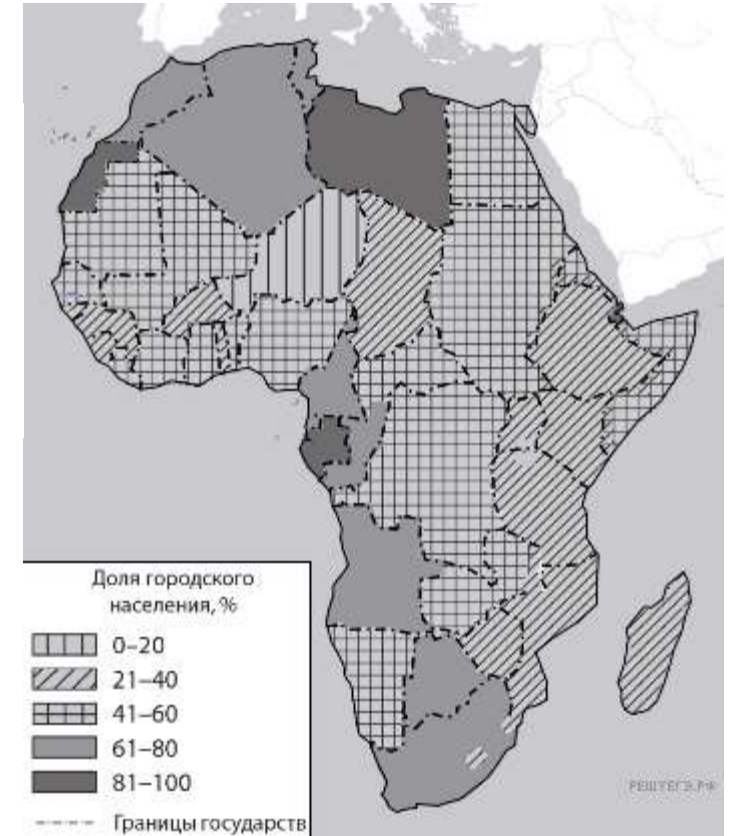 Доля городского
населения, %
0–20
21–40
41–60
61–80
81–100
Границы государств
РЕШУЕГЭ.РФ